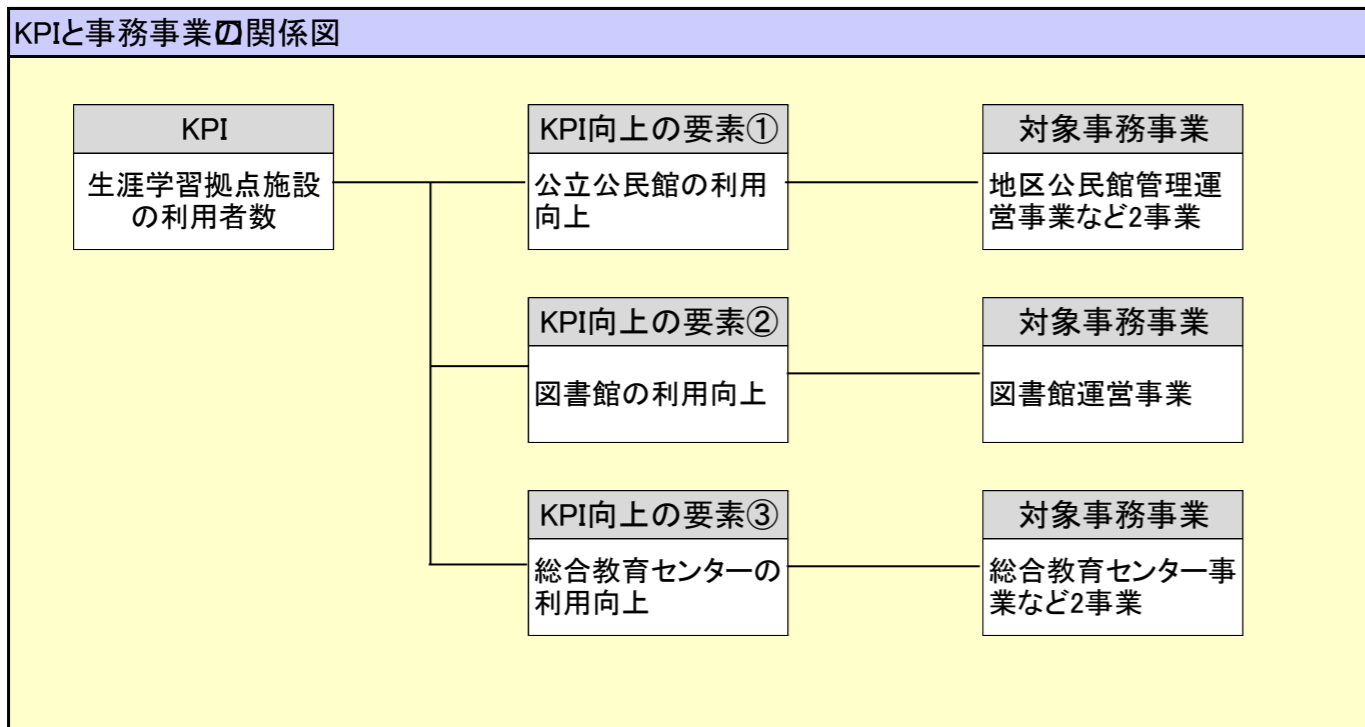 KPIと事務事業の関係図
KPI
生涯学習拠点施設
の利用者数
KPI向上の要素①
公立公民館の利用
向上
対象事務事業
地区公民館管理運
営事業など2事業
KPI向上の要素②
図書館の利用向上
対象事務事業
図書館運営事業
KPI向上の要素③
総合教育センターの
利用向上
対象事務事業
総合教育センター事
業など2事業